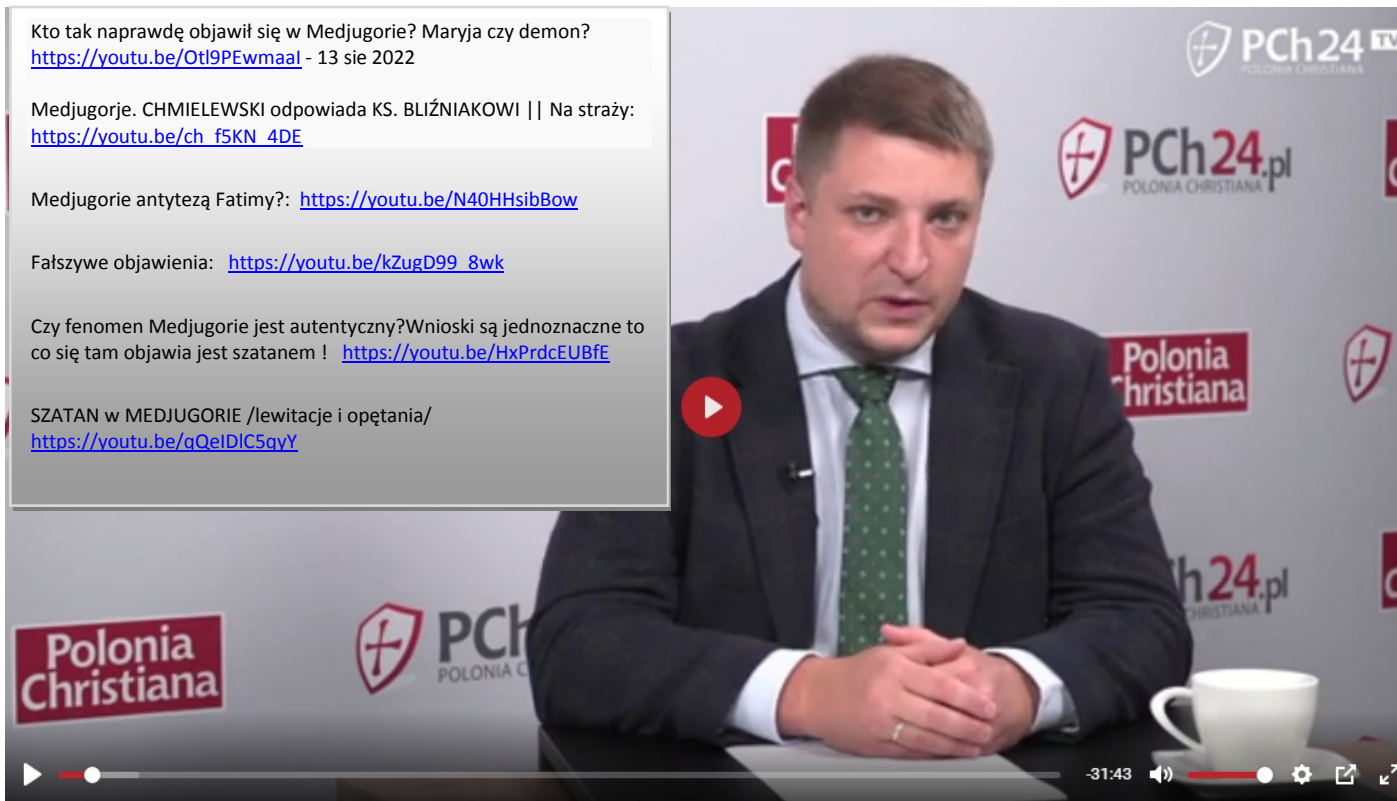 Kto tak naprawdę objawił się w Medjugorie? Maryja czy demon?
https://youtu.be/Otl9PEwmaaI - 13 sie 2022
Medjugorje. CHMIELEWSKI odpowiada KS. BLIŹNIAKOWI || Na straży:
https://youtu.be/ch_f5KN_4DE
Medjugorie antytezą Fatimy?: https://youtu.be/N40HHsibBow
Fałszywe objawienia: https://youtu.be/kZugD99_8wk
Czy fenomen Medjugorie jest autentyczny?Wnioski są jednoznaczne to
co się tam objawia jest szatanem ! https://youtu.be/HxPrdcEUBfE
SZATAN w MEDJUGORIE /lewitacje i opętania/
https://youtu.be/qQeIDlC5qyY
PCh24 TV
POLONIA CHRISTIANA
PCh24.pl
POLONIA CHRISTIANA
Polonia
Christiana
h24.pl
CHRISTIANA
Polonia
Christiana
PCh
POLONIA C
-31:43